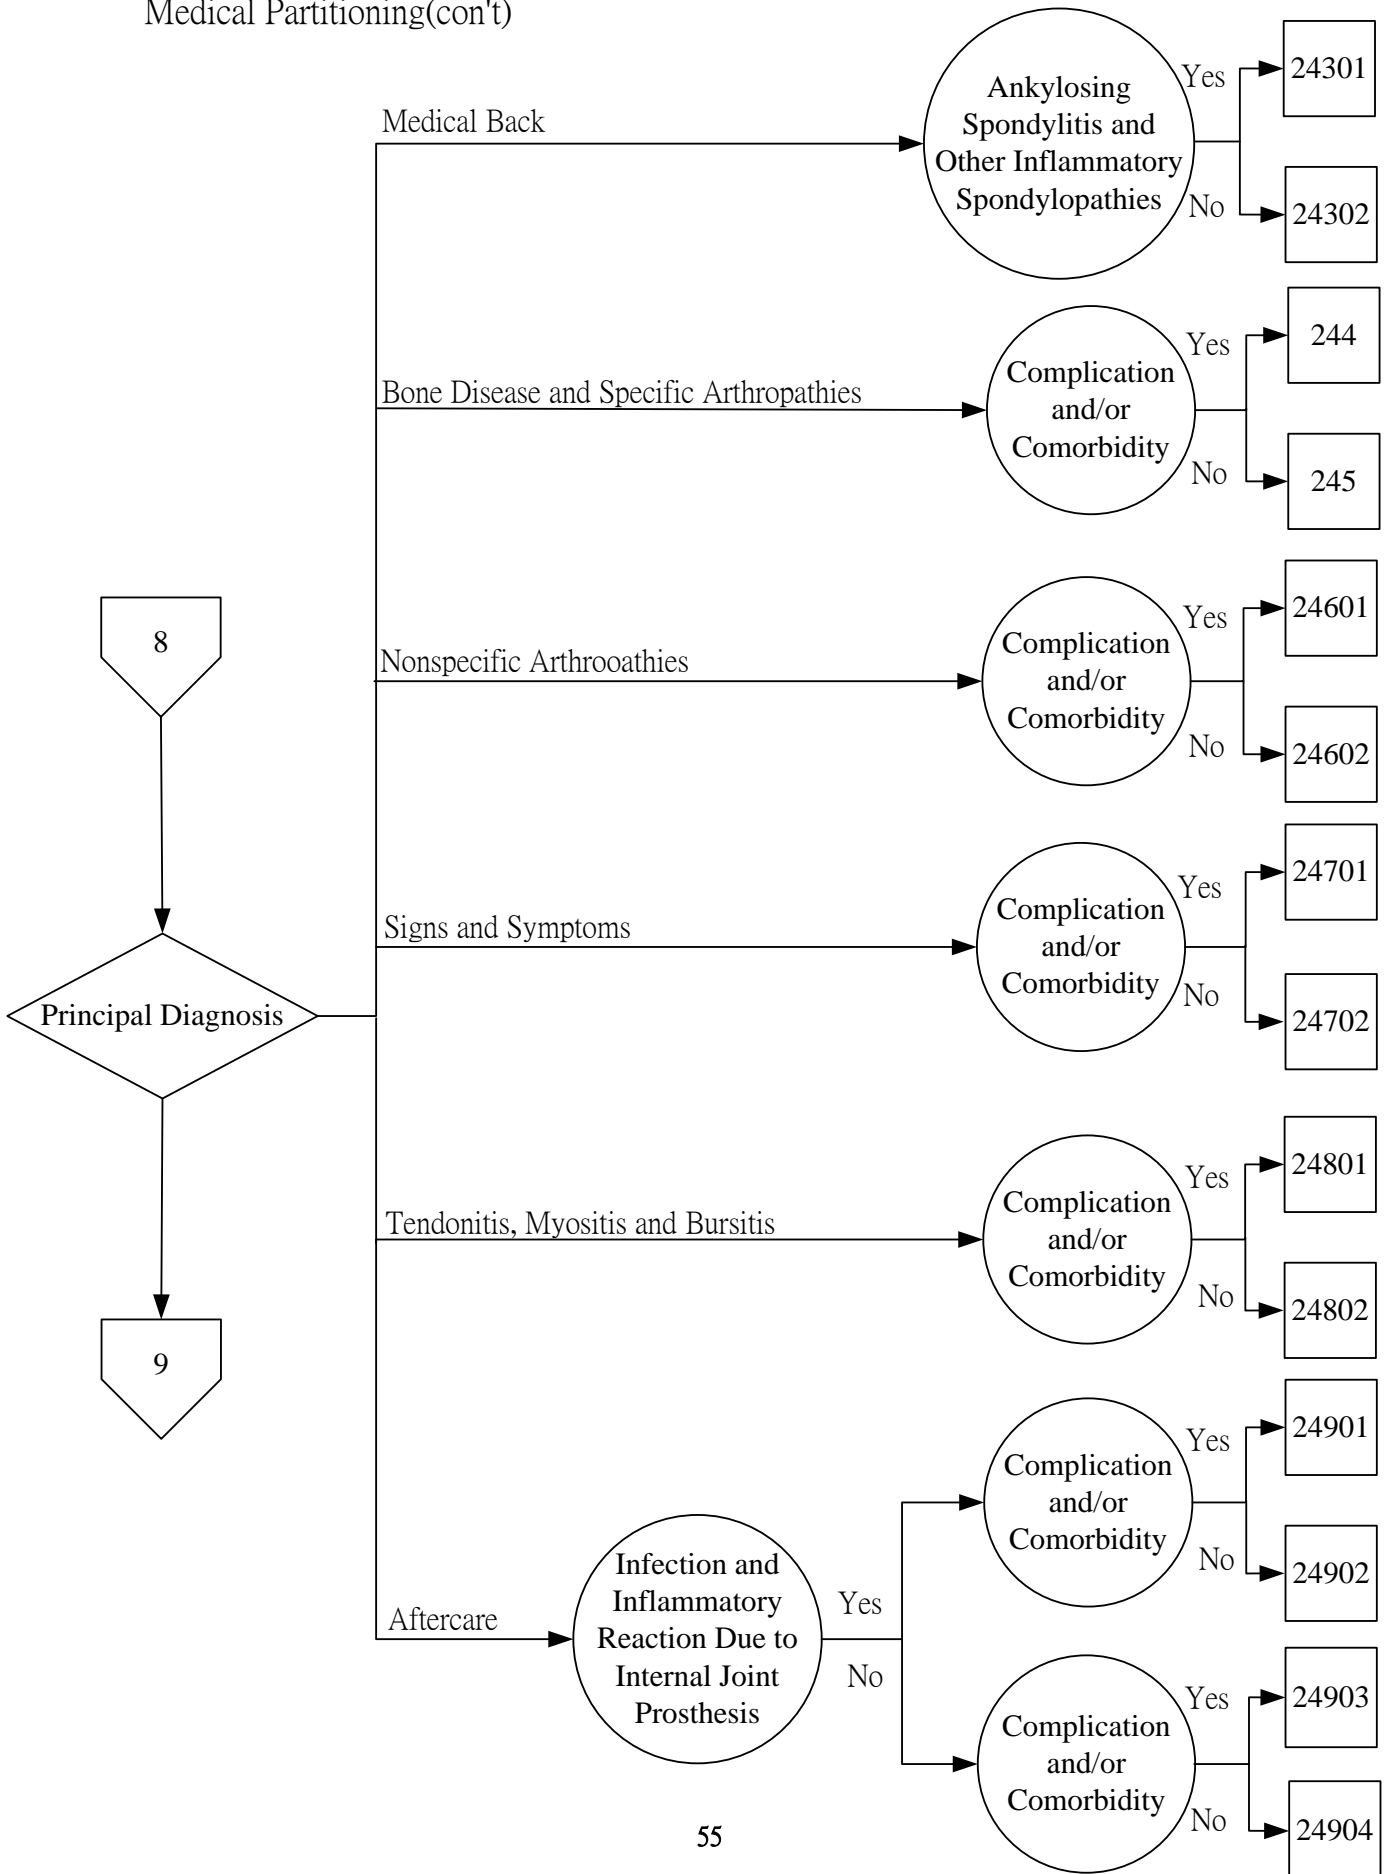 Medical Partitioning(con't)
Medical Back
Ankylosing
Spondylitis and
Other Inflammatory
Spondylopathies
Yes
24301
No
24302
Bone Disease and Specific Arthropathies
Complication
and/or
Comorbidity
Yes
244
No
245
8
Nonspecific Arthrooathies
Complication
and/or
Comorbidity
Yes
24601
No
24602
Principal Diagnosis
Signs and Symptoms
Complication
and/or
Comorbidity
Yes
24701
No
24702
Tendonitis, Myositis and Bursitis
Complication
and/or
Comorbidity
Yes
24801
No
24802
9
Aftercare
Infection and
Inflammatory
Reaction Due to
Internal Joint
Prosthesis
Yes
No
Complication
and/or
Comorbidity
Yes
24901
No
24902
Complication
and/or
Comorbidity
Yes
24903
No
24904
55